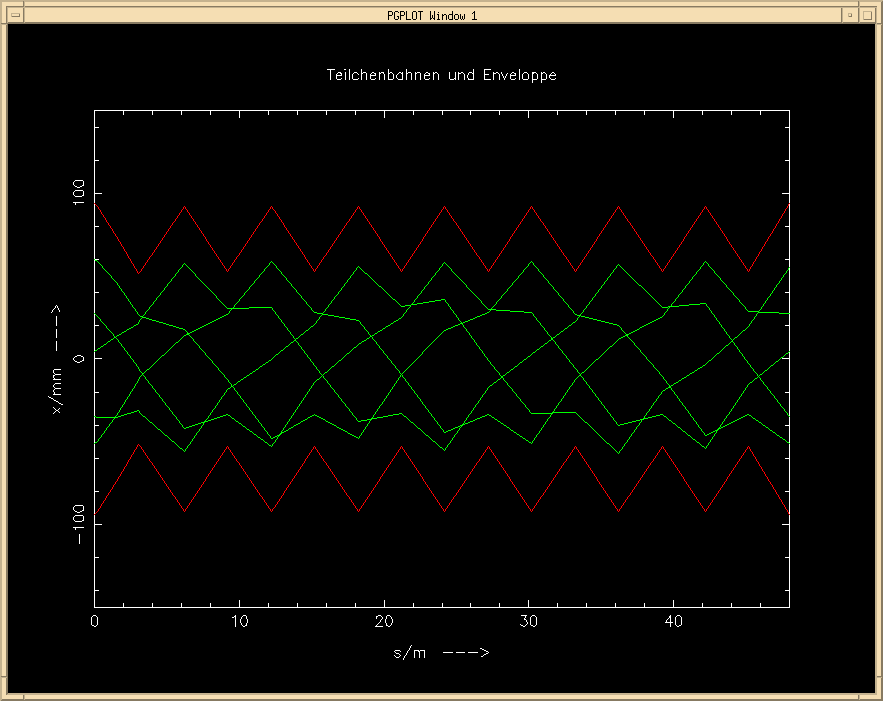 PGPLOT Window 1
Teilchenbahnen und Enveloppe
100
0
−100
x/mm −−−−>
0 10 20 30 40
s/m −−−−>